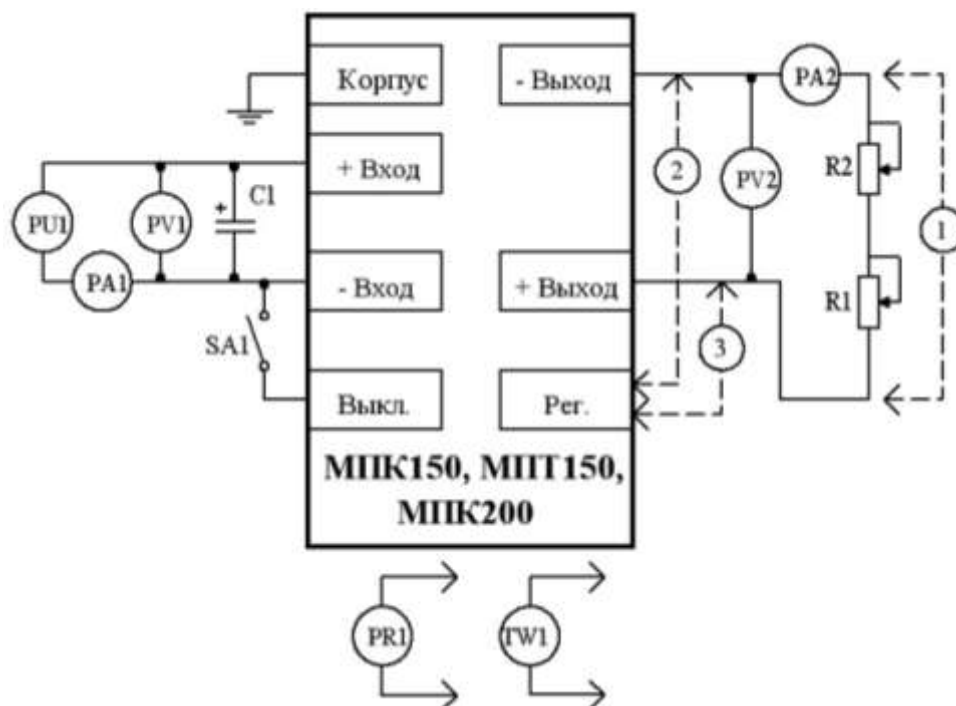 Корпус
- Выход
PA2
+ Вход
C1
+
PU1
PV1
PA1
2
PV2
R2
1
- Вход
+ Выход
R1
SA1
3
Выкл.
Рег.
МПК150, МПТ150,
МПК200
PR1
TW1